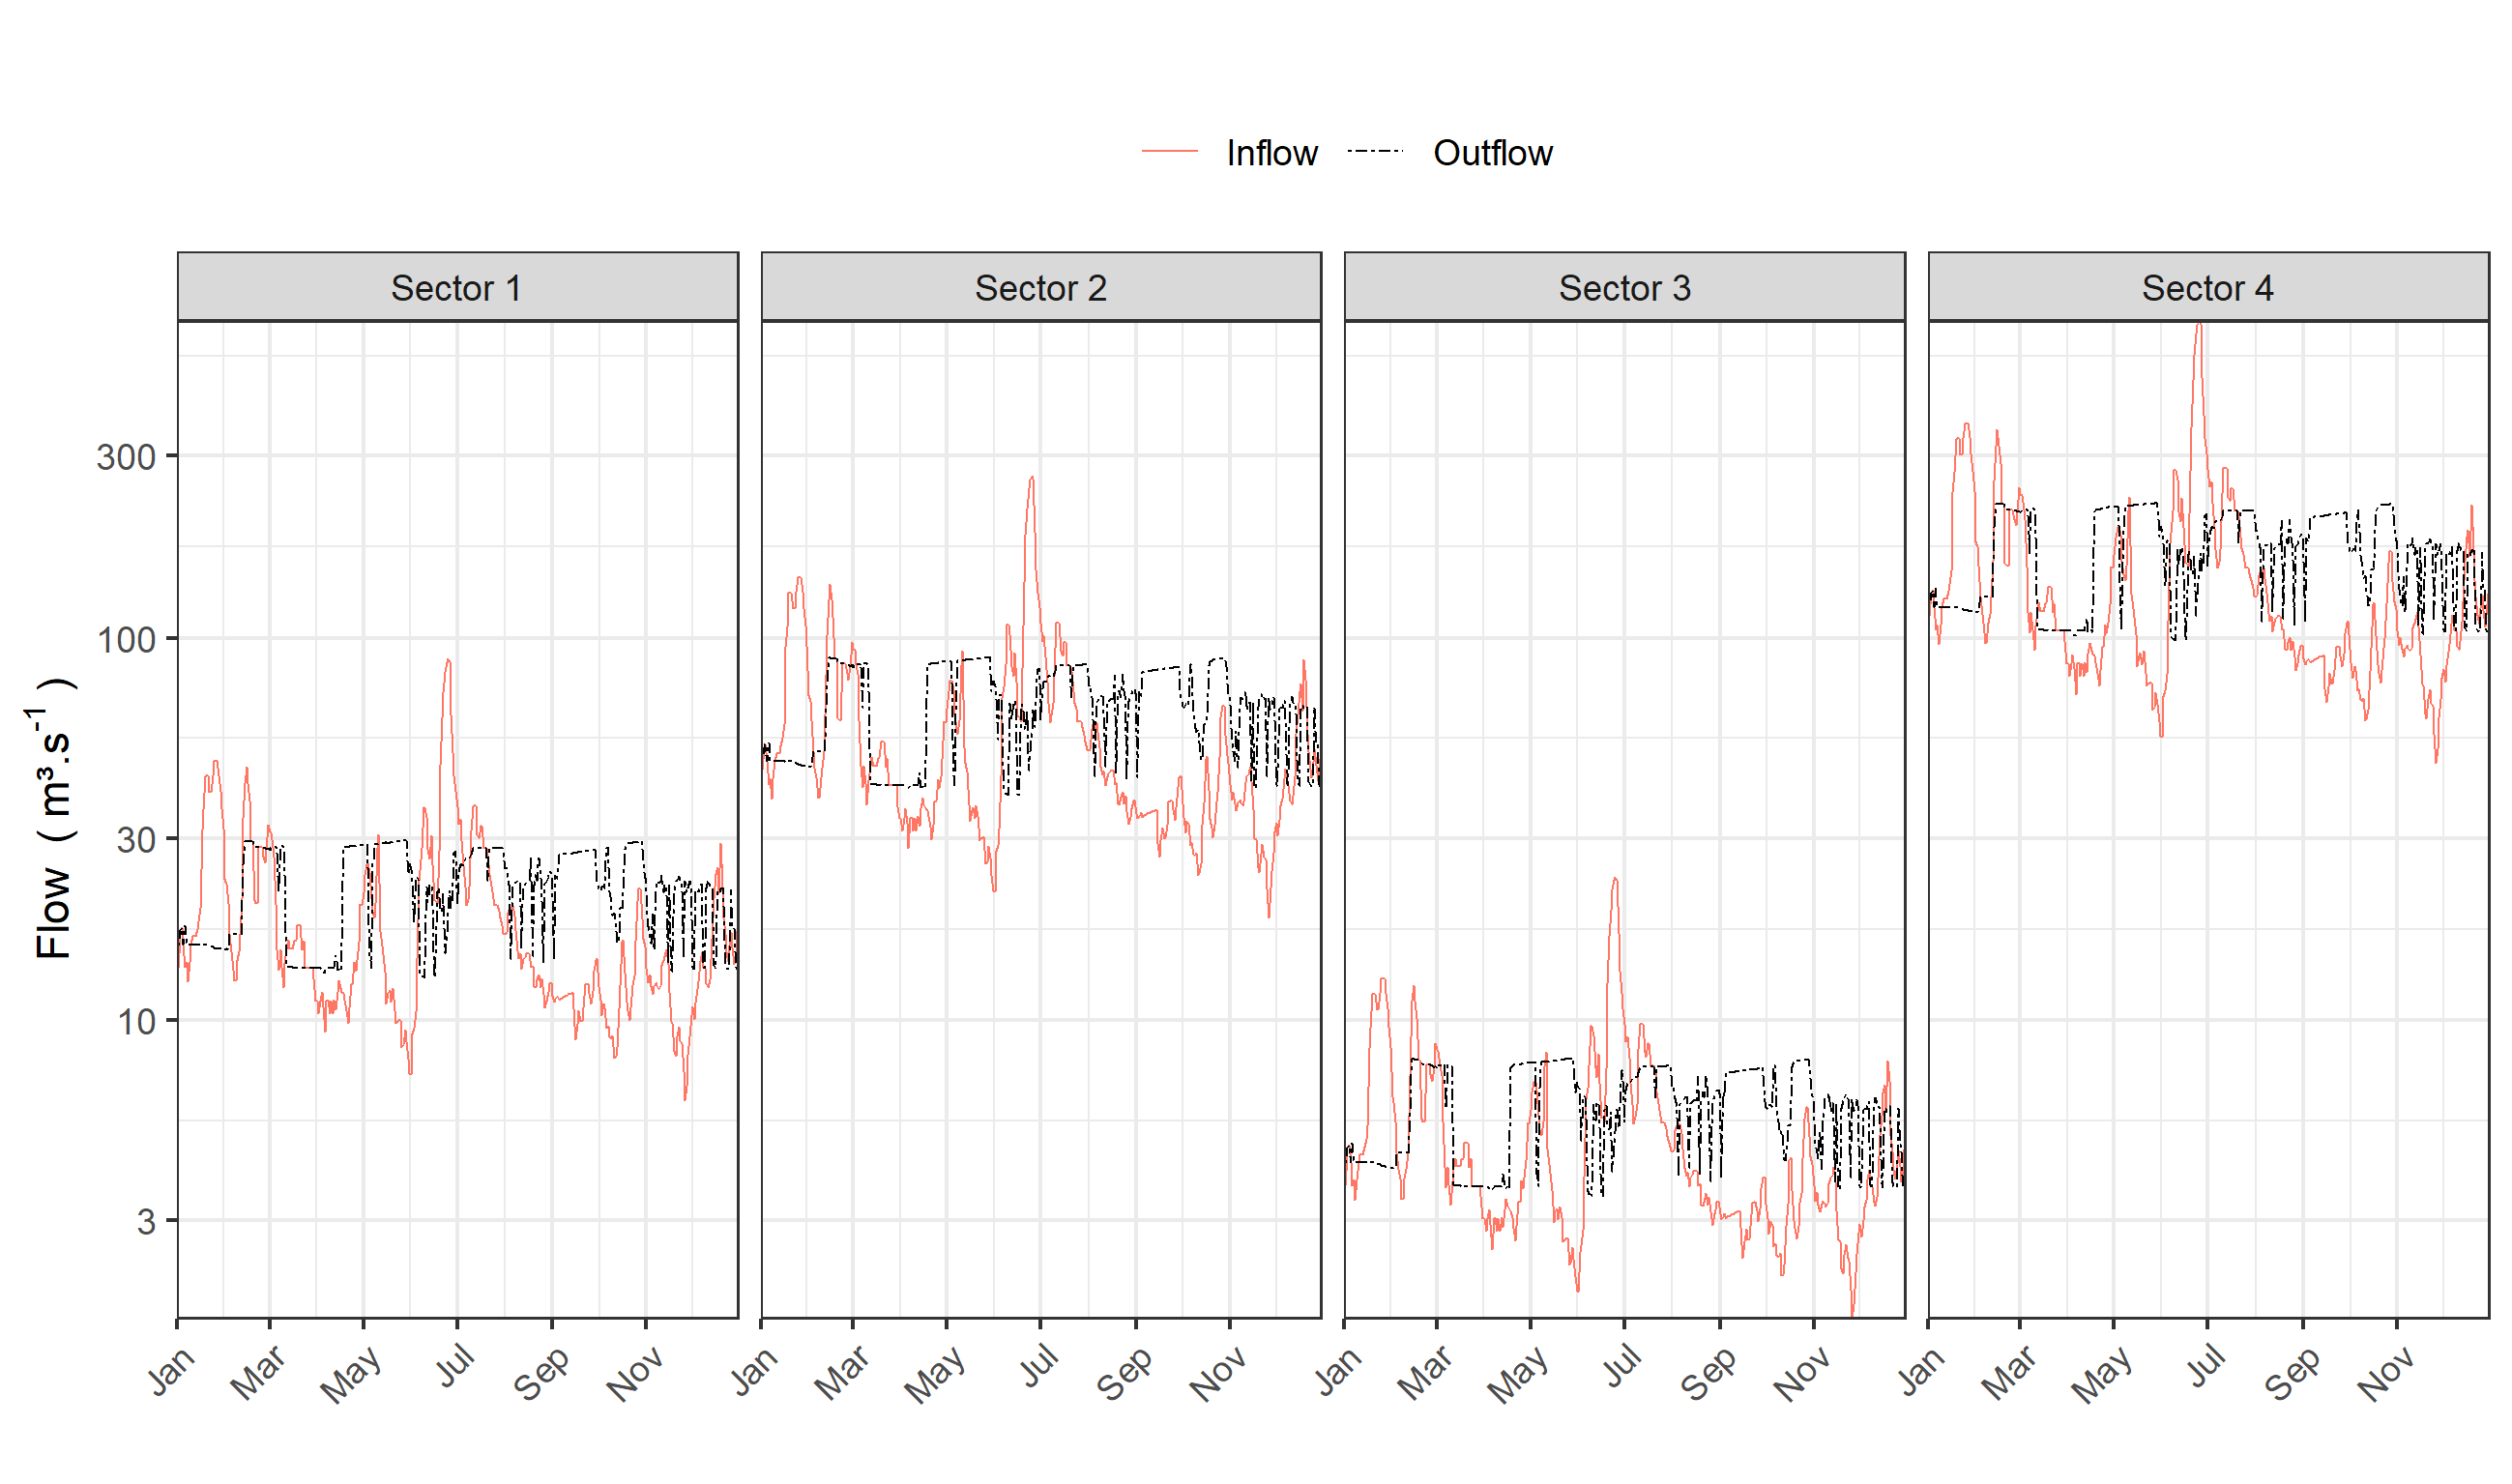 Inflow Outflow
Sector 1 Sector 2 Sector 3 Sector 4
Flow ( m³.s⁻¹ )
300
100
30
10
3
Jan Mar May Jul Sep Nov Jan Mar May Jul Sep Nov Jan Mar May Jul Sep Nov Jan Mar May Jul Sep Nov